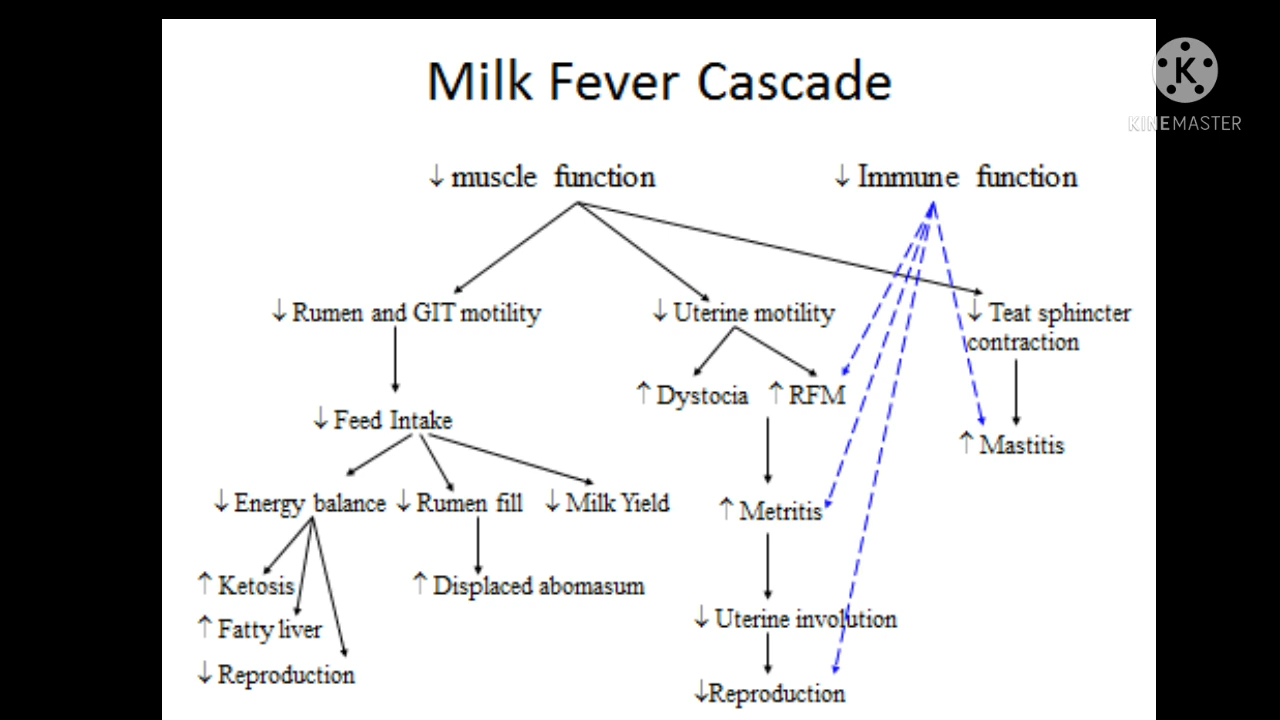 Milk Fever Cascade
K
KINEMASTER
↓ muscle function
↓ Immune function
↓ Rumen and GIT motility
↓ Uterine motility
↓ Teat sphincter
contraction
↑ Dystocia
↑ RFM
↓ Feed Intake
↑ Mastitis
↓ Energy balance
↓ Rumen fill
↓ Milk Yield
↑ Metritis
↑ Ketosis
↑ Displaced abomasum
↑ Fatty liver
↓ Uterine involution
↓ Reproduction
↓Reproduction